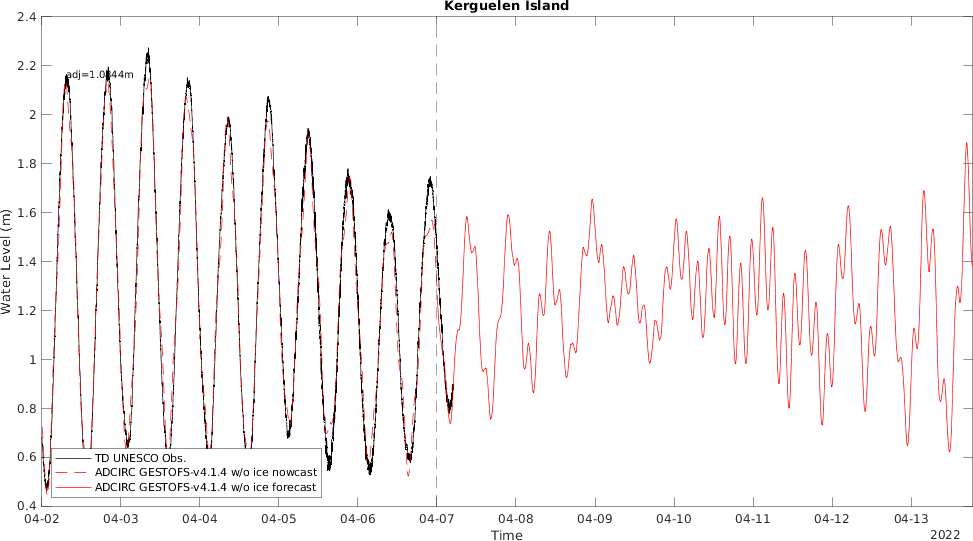 Kerguelen Island
2.4
2.2
2
1.8
1.6
1.4
1.2
1
0.8
0.6
0.4
Water Level (m)
TD UNESCO Obs.
ADCIRC GESTOFS-v4.1.4 w/o ice nowcast
ADCIRC GESTOFS-v4.1.4 w/o ice forecast
04-02 04-03 04-04 04-05 04-06 04-07 04-08 04-09 04-10 04-11 04-12 04-13
Time
2022